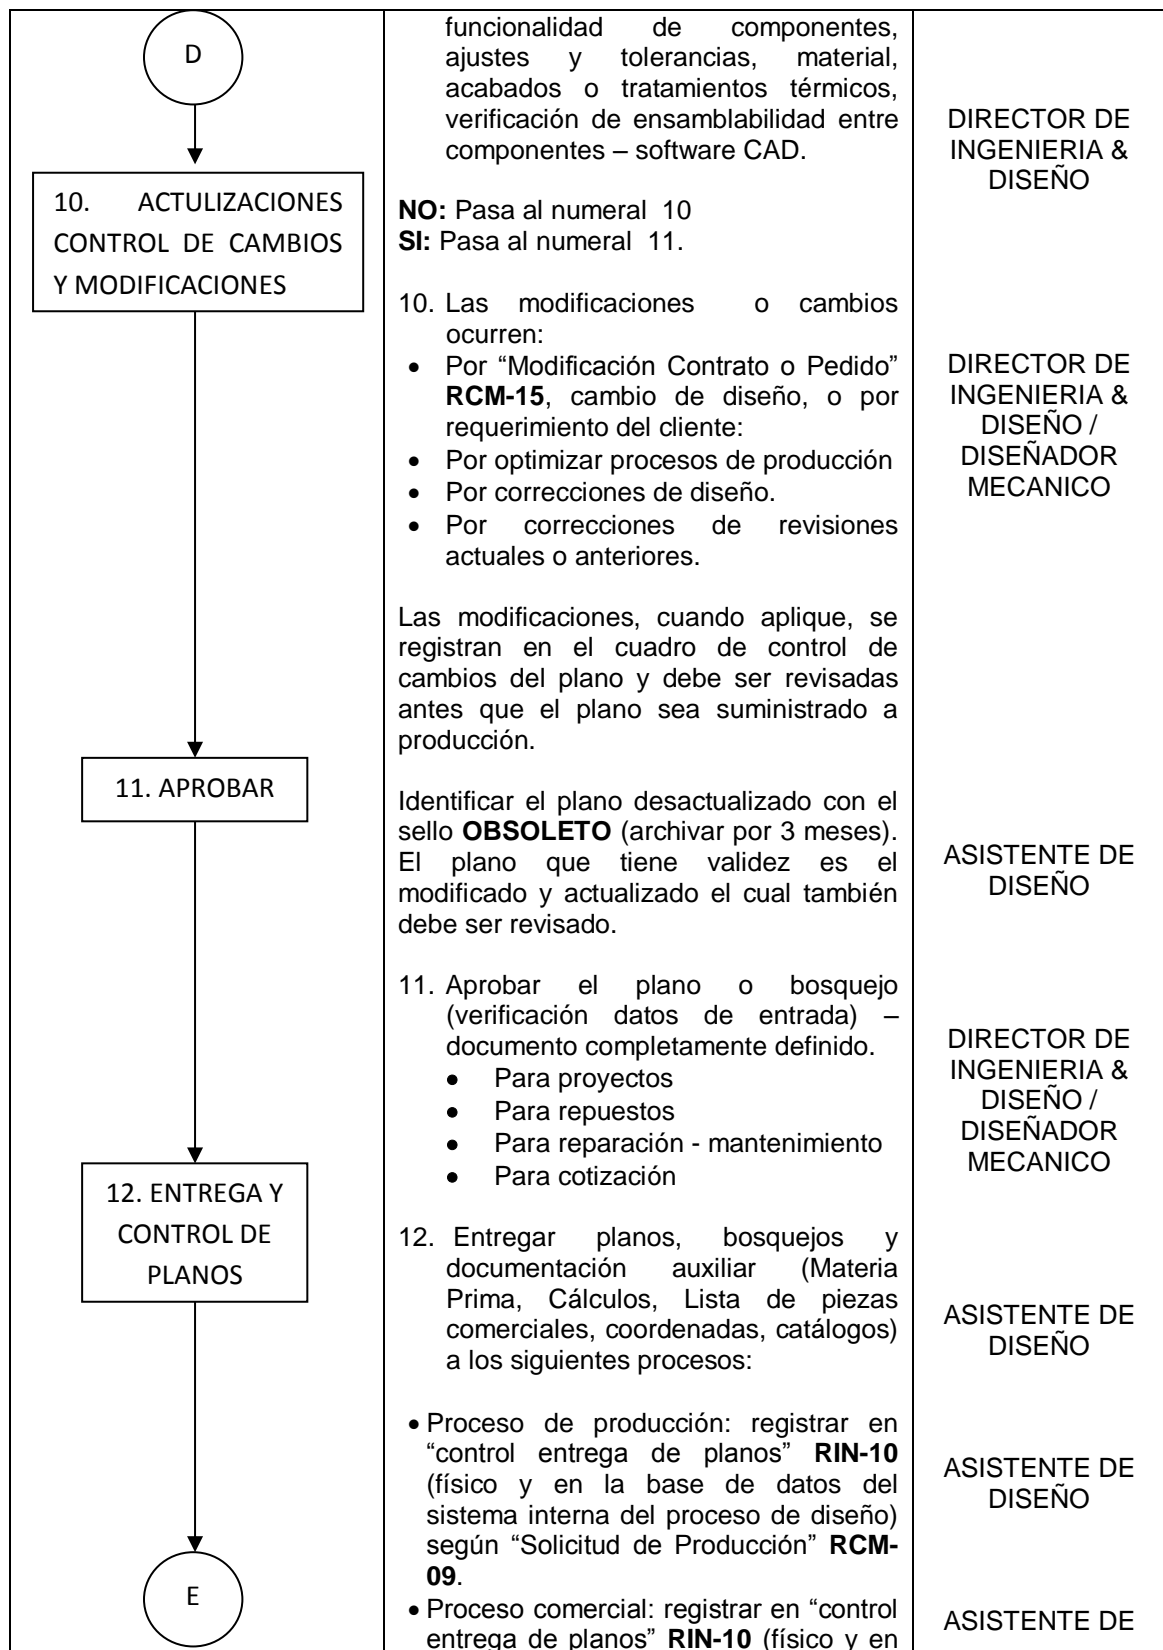 D
10. ACTULIZACIONES
CONTROL DE CAMBIOS
Y MODIFICACIONES
11. APROBAR
12. ENTREGA Y
CONTROL DE
PLANOS
E
funcionalidad de componentes,
ajustes y tolerancias, material,
acabados o tratamientos térmicos,
verificación de ensamblabilidad entre
componentes – software CAD.
NO: Pasa al numeral 10
SI: Pasa al numeral 11.
10. Las modificaciones o cambios
ocurren:
• Por “Modificación Contrato o Pedido”
RCM-15, cambio de diseño, o por
requerimiento del cliente:
• Por optimizar procesos de producción
• Por correcciones de diseño.
• Por correcciones de revisiones
actuales o anteriores.
Las modificaciones, cuando aplique, se
registran en el cuadro de control de
cambios del plano y debe ser revisadas
antes que el plano sea suministrado a
producción.
Identificar el plano desactualizado con el
sello OBSOLETO (archivar por 3 meses).
El plano que tiene validez es el
modificado y actualizado el cual también
debe ser revisado.
11. Aprobar el plano o bosquejo
(verificación datos de entrada) –
documento completamente definido.
• Para proyectos
• Para repuestos
• Para reparación - mantenimiento
• Para cotización
12. Entregar planos, bosquejos y
documentación auxiliar (Materia
Prima, Cálculos, Lista de piezas
comerciales, coordenadas, catálogos)
a los siguientes procesos:
• Proceso de producción: registrar en
“control entrega de planos” RIN-10
(físico y en la base de datos del
sistema interna del proceso de diseño)
según “Solicitud de Producción” RCM-
09.
• Proceso comercial: registrar en “control
entrega de planos” RIN-10 (físico y en
DIRECTOR DE
INGENIERIA &
DISEÑO
DIRECTOR DE
INGENIERIA &
DISEÑO /
DISEÑADOR
MECANICO
ASISTENTE DE
DISEÑO
DIRECTOR DE
INGENIERIA &
DISEÑO /
DISEÑADOR
MECANICO
ASISTENTE DE
DISEÑO
ASISTENTE DE
DISEÑO
ASISTENTE DE